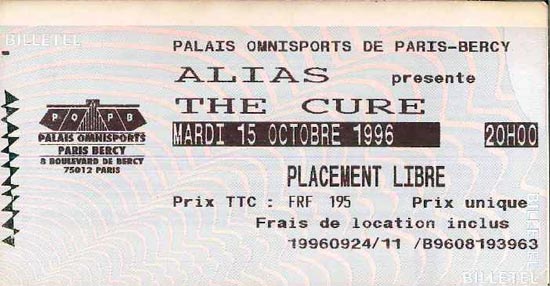 BILLETEL
PALAIS OMNISPORTS DE PARIS-BERCY
ALIAS presente
THE CURE
MARDI 15 OCTOBRE 1996 20H00
POPB
PALAIS OMNISPORTS
PARIS BERCY
8 BOULEVARD DE BERCY
75012 PARIS
PLACEMENT LIBRE
Prix TTC : FRF 195 Prix unique
Frais de location inclus
19960924/11 /B9608193963
BILLETEL